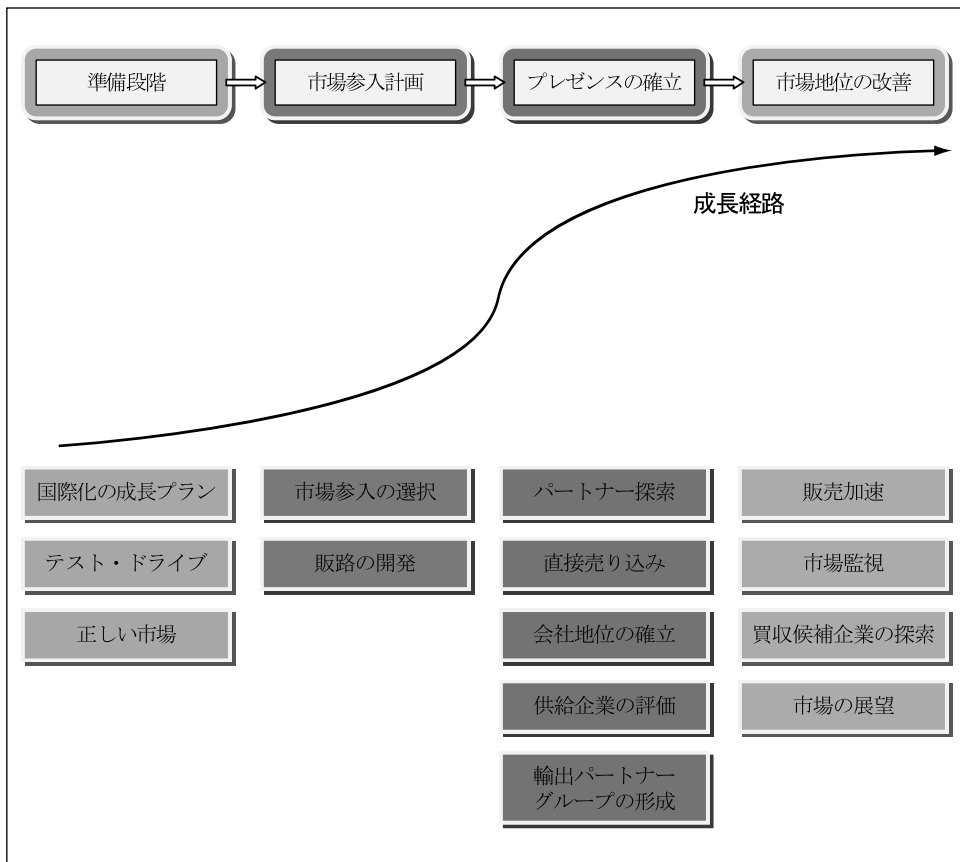 準備段階
市場参入計画
プレゼンスの確立
市場地位の改善
成長経路
国際化の成長プラン
テスト・ドライブ
正しい市場
市場参入の選択
販路の開発
パートナー探索
直接売り込み
会社地位の確立
供給企業の評価
輸出パートナー
グループの形成
販売加速
市場監視
買収候補企業の探索
市場の展望